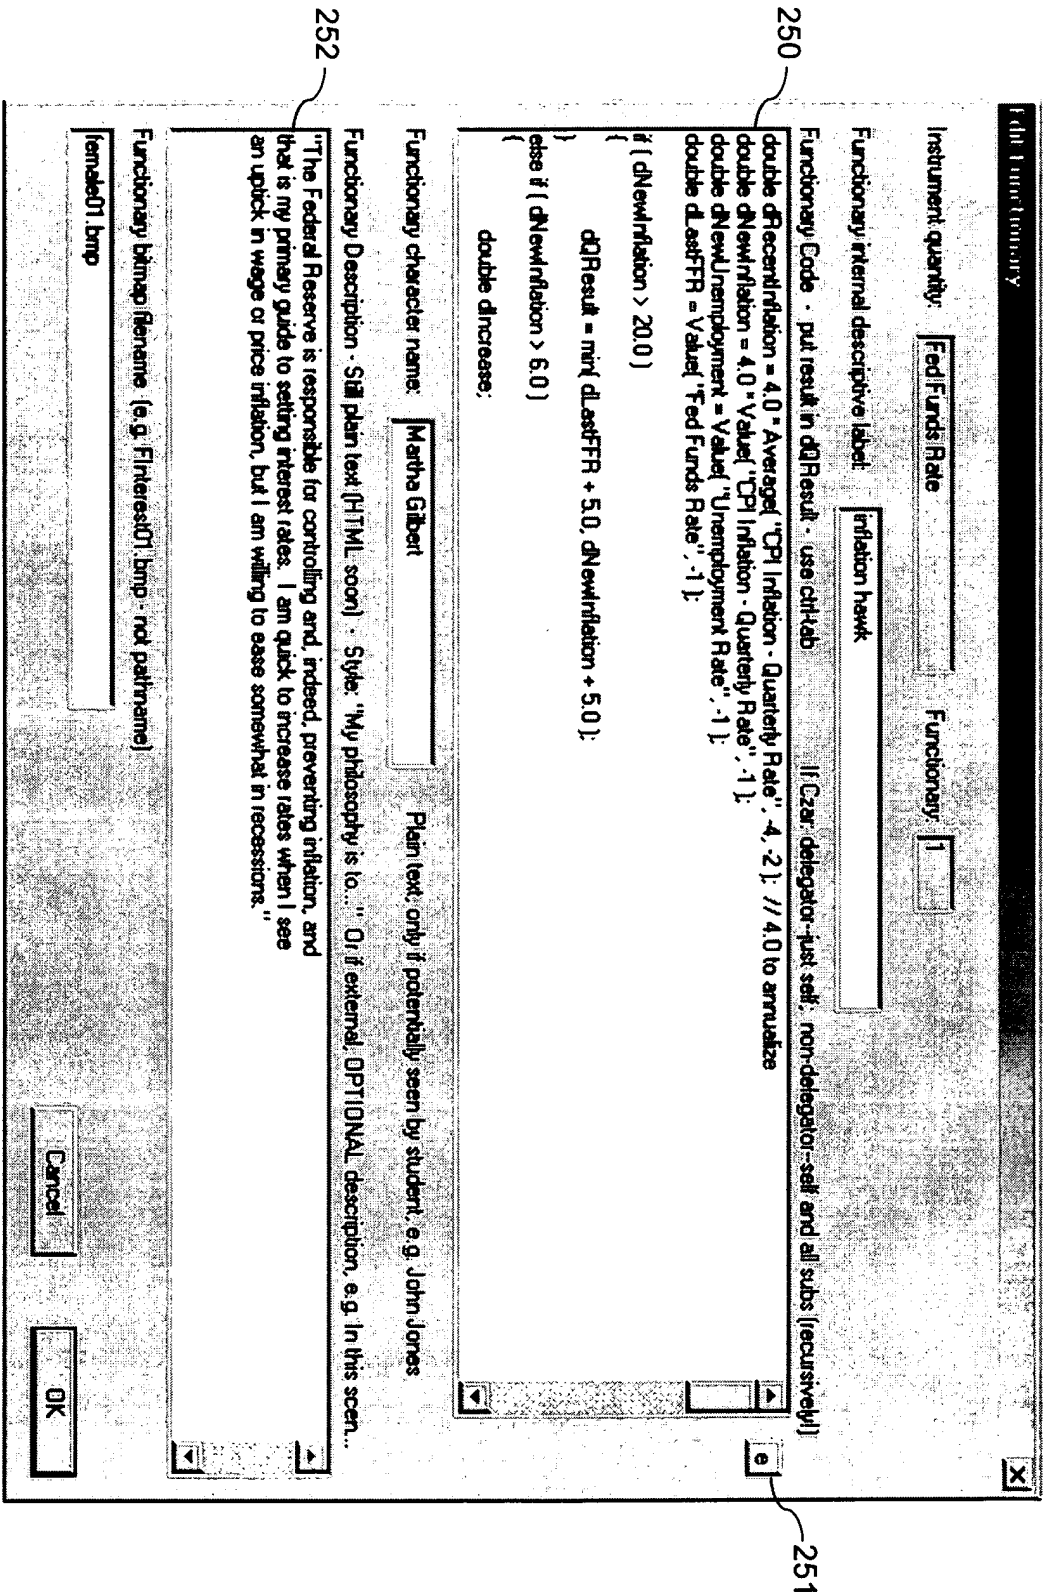 Edit Functionary
Instrument quantity: Fed Funds Rate Functionary: 1
Functionary internal descriptive label: inflation hawk
Functionary Code - put result in dQResult - use ctrl-tab If Czar: delegator--just self; non-delegator--self and all subs (recursively!)
250
double dRecentInflation = 4.0 * Average( "CPI Inflation - Quarterly Rate", -4, -2 ); // 4.0 to annualize
double dNewInflation = 4.0 * Value( "CPI Inflation - Quarterly Rate", -1 );
double dNewUnemployment = Value( "Unemployment Rate", -1 );
double dLastFFR = Value( "Fed Funds Rate", -1 );
if ( dNewInflation > 20.0 )
{
dQResult = min( dLastFFR + 5.0, dNewInflation + 5.0 );
}
else if ( dNewInflation > 6.0 )
{
double dIncrease;
e
251
Functionary character name: Martha Gilbert Plain text; only if potentially seen by student, e.g. John Jones
Functionary Description - Still plain text (HTML soon) - Style: "My philosophy is to..." Or if external, OPTIONAL description, e.g. In this scen...
252
"The Federal Reserve is responsible for controlling and, indeed, preventing inflation, and
that is my primary guide to setting interest rates. I am quick to increase rates when I see
an uptick in wage or price inflation, but I am willing to ease somewhat in recessions."
Functionary bitmap filename (e.g. FInterest01.bmp - not pathname)
female01.bmp
Cancel OK